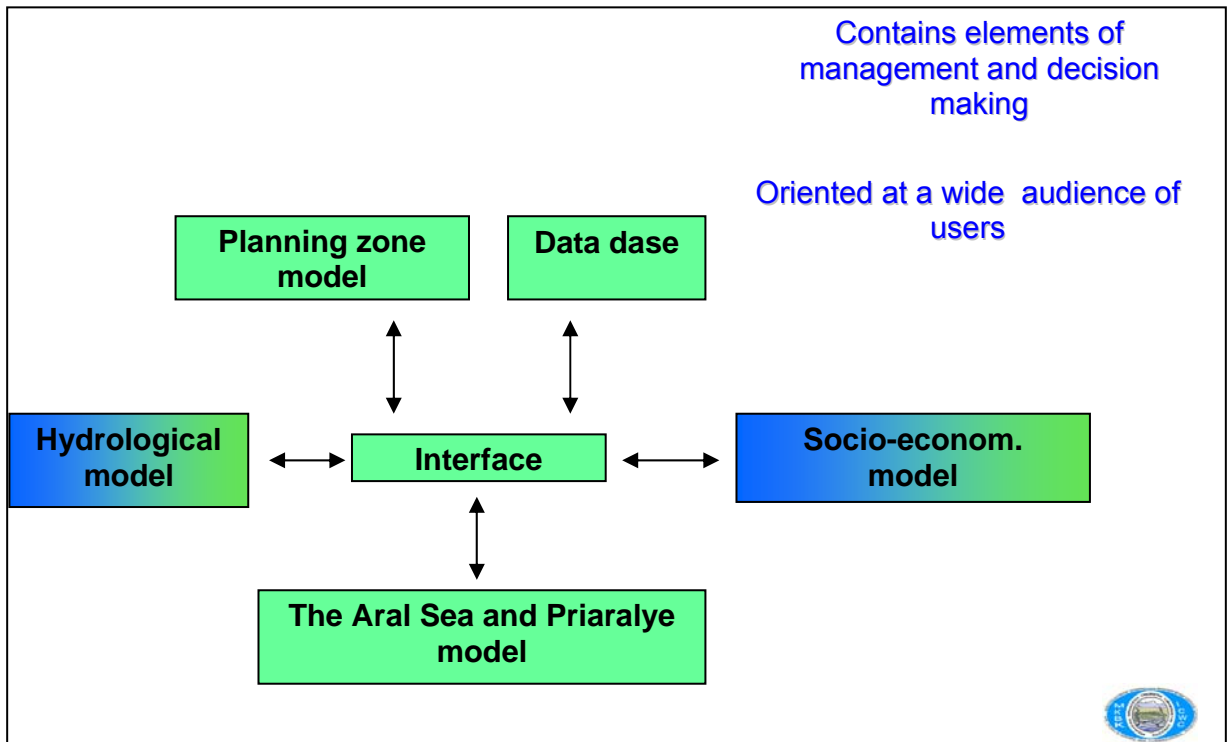 Contains elements of
management and decision
making
Oriented at a wide audience of
users
Planning zone
model
Data dase
Hydrological
model
Interface
Socio-econom.
model
The Aral Sea and Priaralye
model